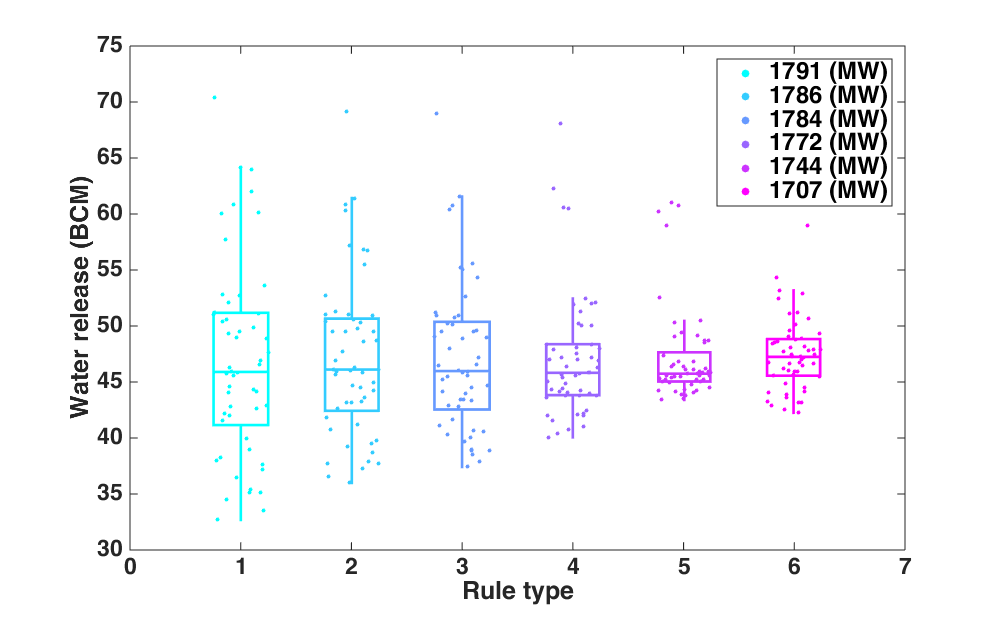 75
70
65
60
55
50
45
40
35
30
Water release (BCM)
0 1 2 3 4 5 6 7
Rule type
1791 (MW)
1786 (MW)
1784 (MW)
1772 (MW)
1744 (MW)
1707 (MW)